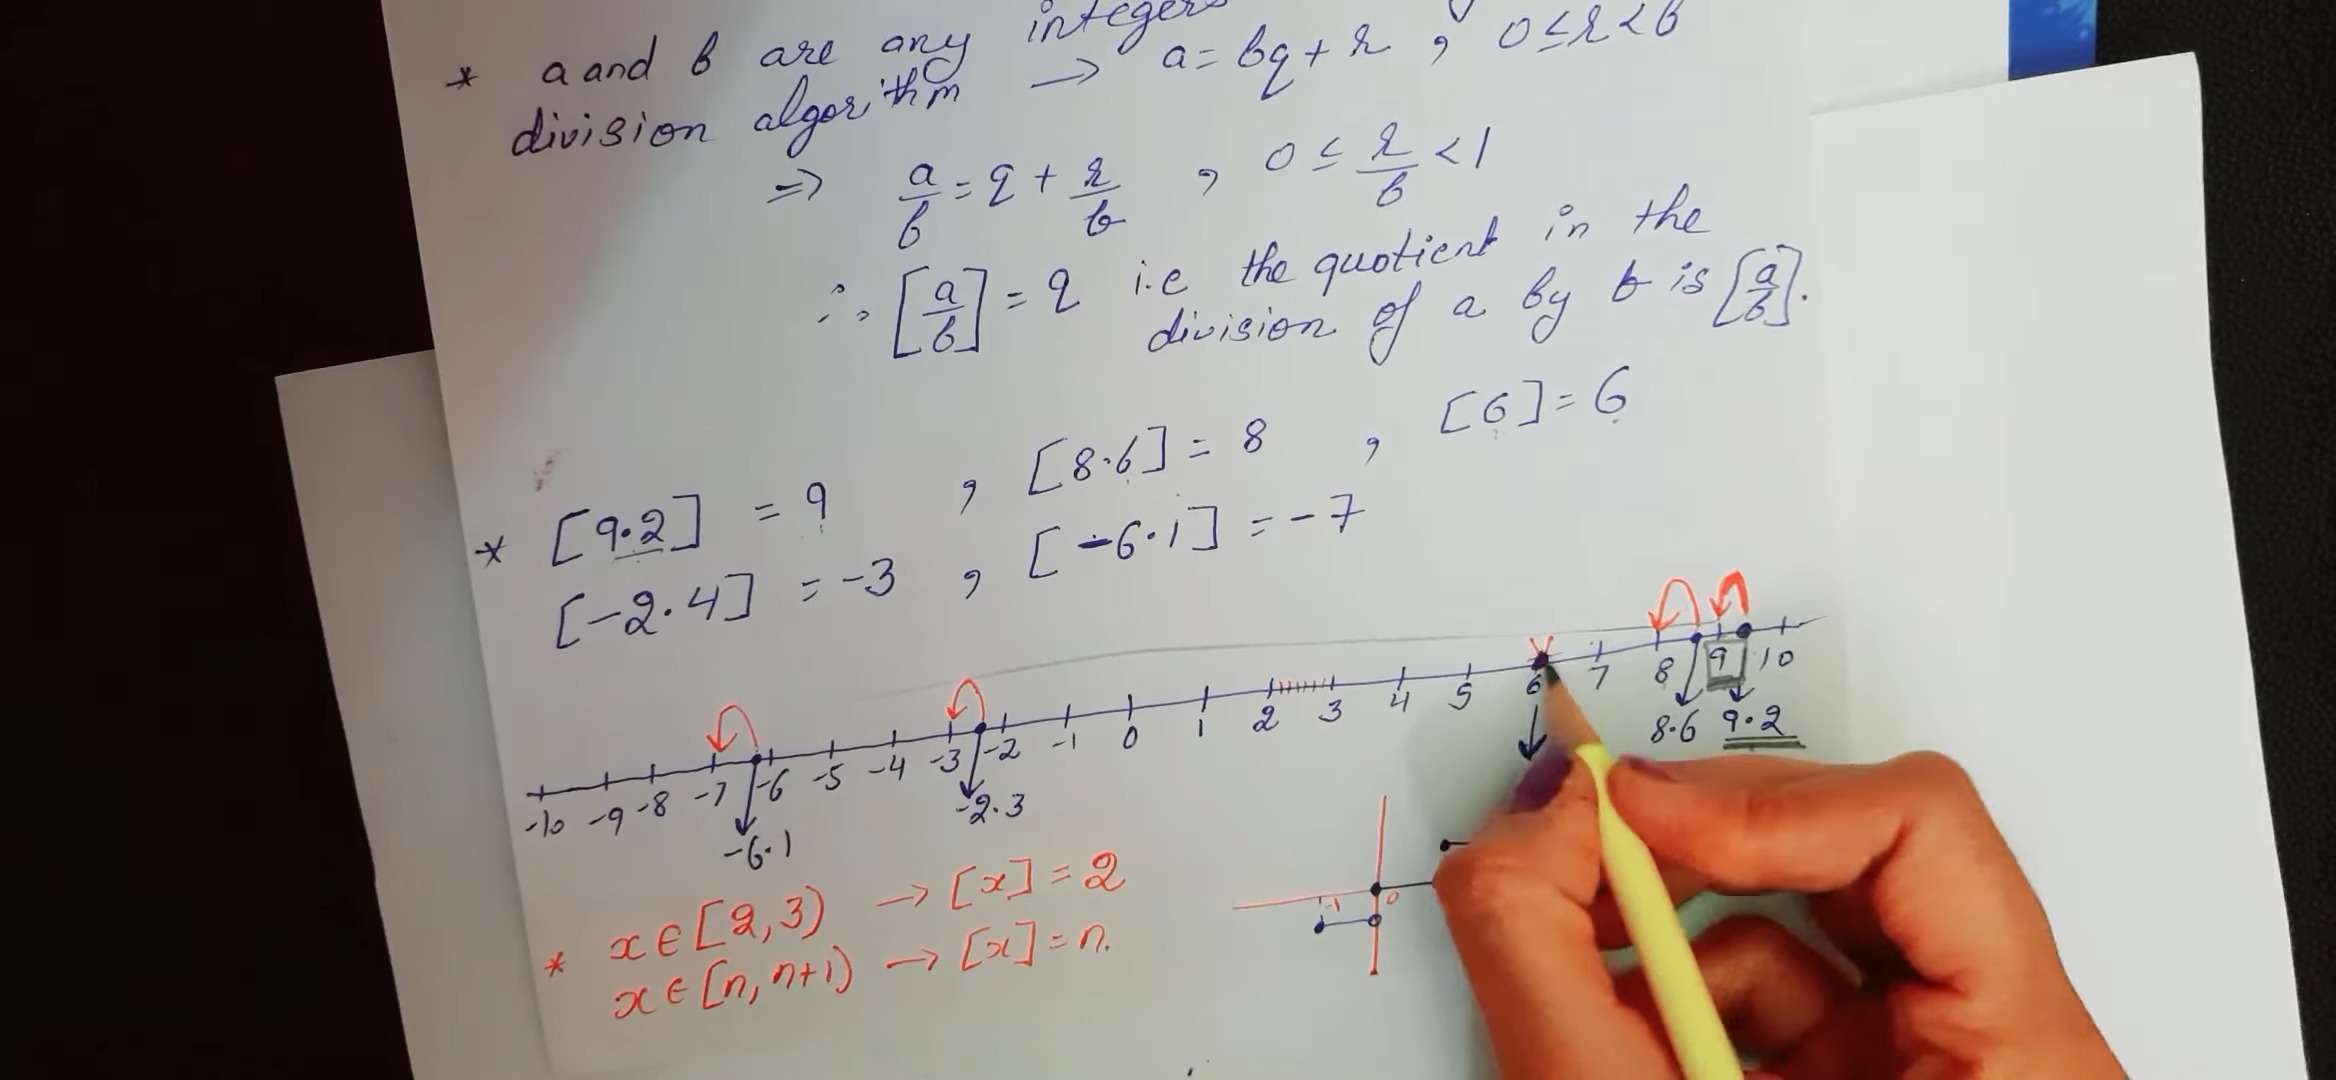 * a and b are any integers
division algorithm → a = bq + r , 0 ≤ r < b
⇒ a/b = q + r/b , 0 ≤ r/b < 1
∴ [a/b] = q i.e the quotient in the
division of a by b is [a/b].
* [9.2] = 9 , [8.6] = 8 , [6] = 6
[-2.4] = -3 , [-6.1] = -7
-10 -9 -8 -7 -6 -5 -4 -3 -2 -1 0 1 2 3 4 5 6 7 8 9 10
-6.1 -2.3 8.6 9.2
* x ∈ [2, 3) → [x] = 2
x ∈ [n, n+1) → [x] = n.
-1 0